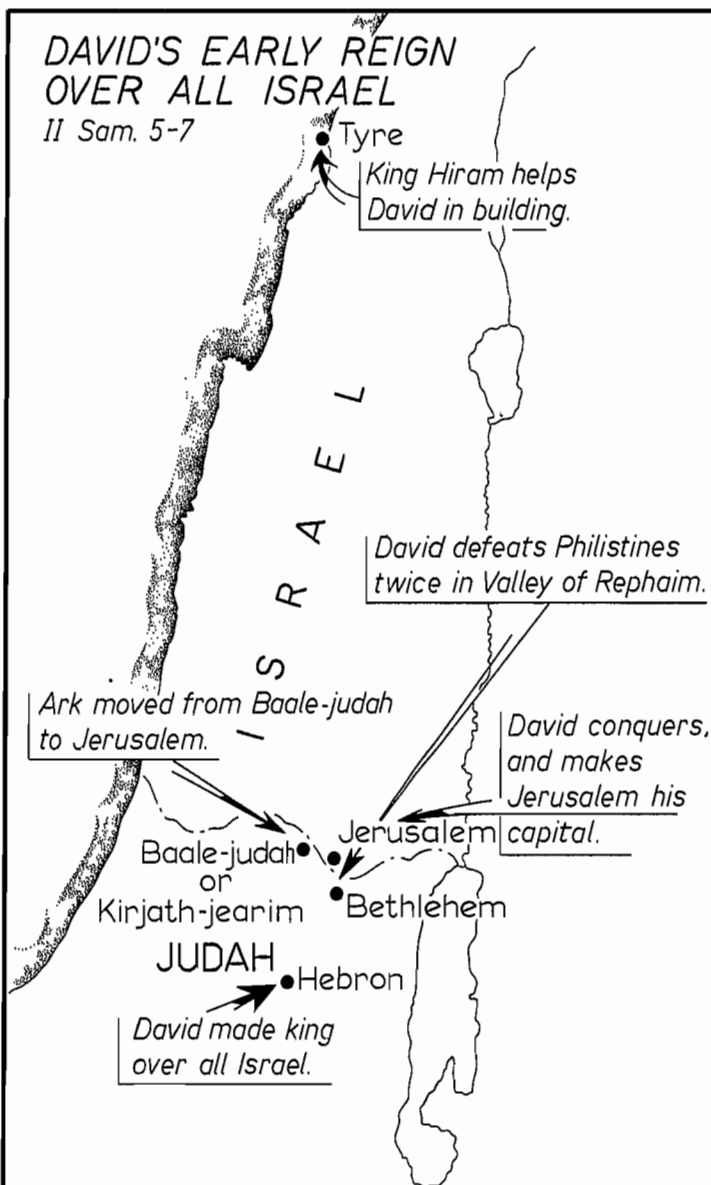 DAVID'S EARLY REIGN
OVER ALL ISRAEL
II Sam. 5-7
Tyre
King Hiram helps
David in building.
ISRAEL
David defeats Philistines
twice in Valley of Rephaim.
Ark moved from Baale-judah
to Jerusalem.
David conquers,
and makes
Jerusalem his
capital.
Jerusalem
Baale-judah
or
Kirjath-jearim
Bethlehem
JUDAH
Hebron
David made king
over all Israel.